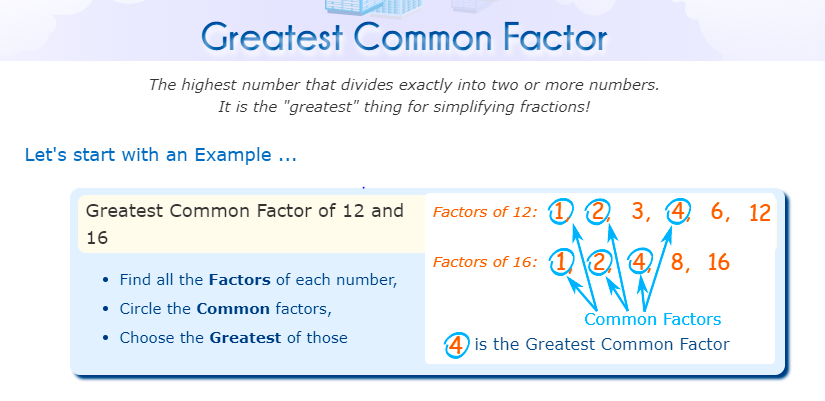 Greatest Common Factor
The highest number that divides exactly into two or more numbers.
It is the "greatest" thing for simplifying fractions!
Let's start with an Example ...
Greatest Common Factor of 12 and
16
• Find all the Factors of each number,
• Circle the Common factors,
• Choose the Greatest of those
Factors of 12: 1, 2, 3, 4, 6, 12
Factors of 16: 1, 2, 4, 8, 16
Common Factors
4 is the Greatest Common Factor